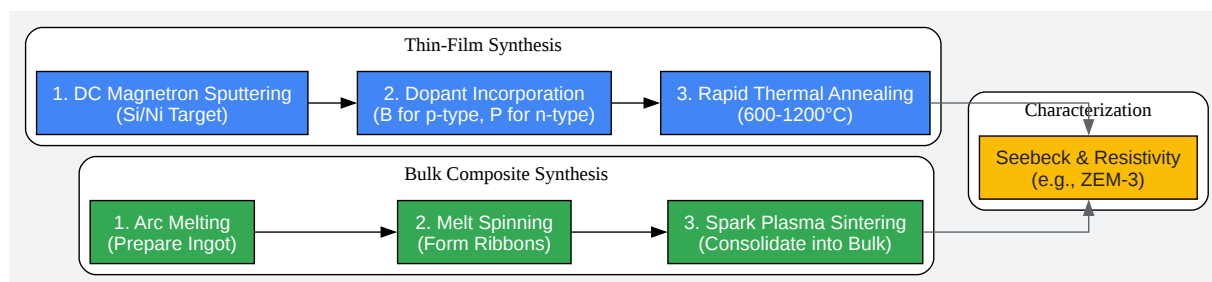 Thin-Film Synthesis
1. DC Magnetron Sputtering
(Si/Ni Target)
2. Dopant Incorporation
(B for p-type, P for n-type)
3. Rapid Thermal Annealing
(600-1200°C)
Characterization
Seebeck & Resistivity
(e.g., ZEM-3)
Bulk Composite Synthesis
1. Arc Melting
(Prepare Ingot)
2. Melt Spinning
(Form Ribbons)
3. Spark Plasma Sintering
(Consolidate into Bulk)